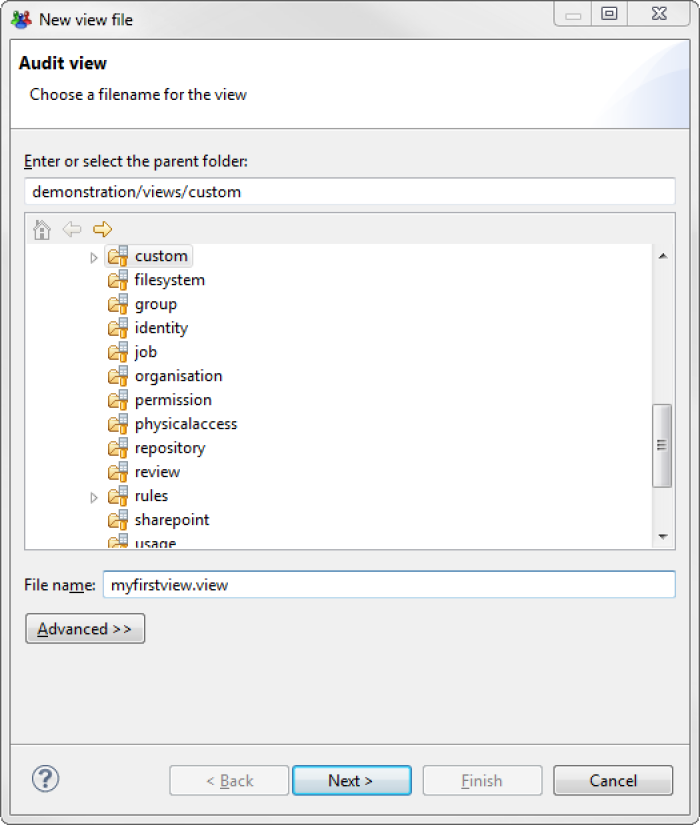 New view file
Audit view
Choose a filename for the view
Enter or select the parent folder:
demonstration/views/custom
custom
filesystem
group
identity
job
organisation
permission
physicalaccess
repository
review
rules
sharepoint
usage
File name: myfirstview.view
Advanced >>
? < Back Next > Finish Cancel